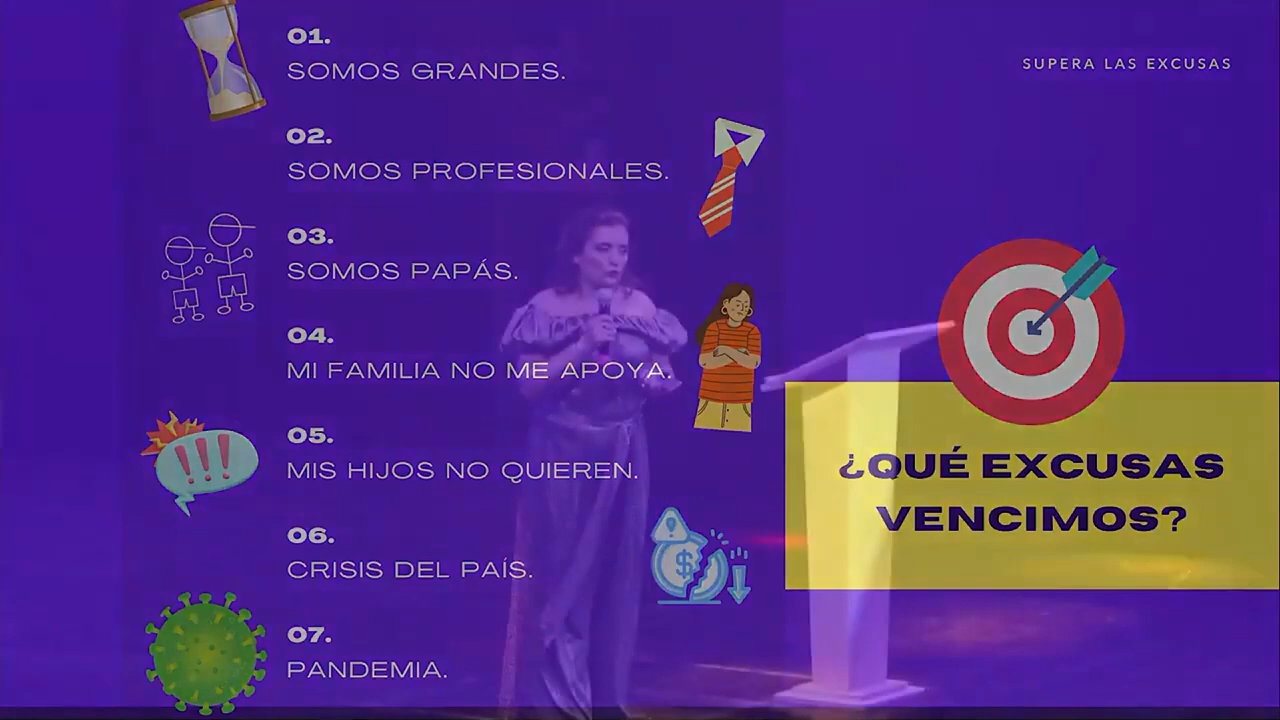 01.
SOMOS GRANDES.
SUPERA LAS EXCUSAS
02.
SOMOS PROFESIONALES.
03.
SOMOS PAPÁS.
04.
MI FAMILIA NO ME APOYA.
05.
MIS HIJOS NO QUIEREN.
06.
CRISIS DEL PAÍS.
07.
PANDEMIA.
¿QUÉ EXCUSAS
VENCIMOS?
!!!
$
!